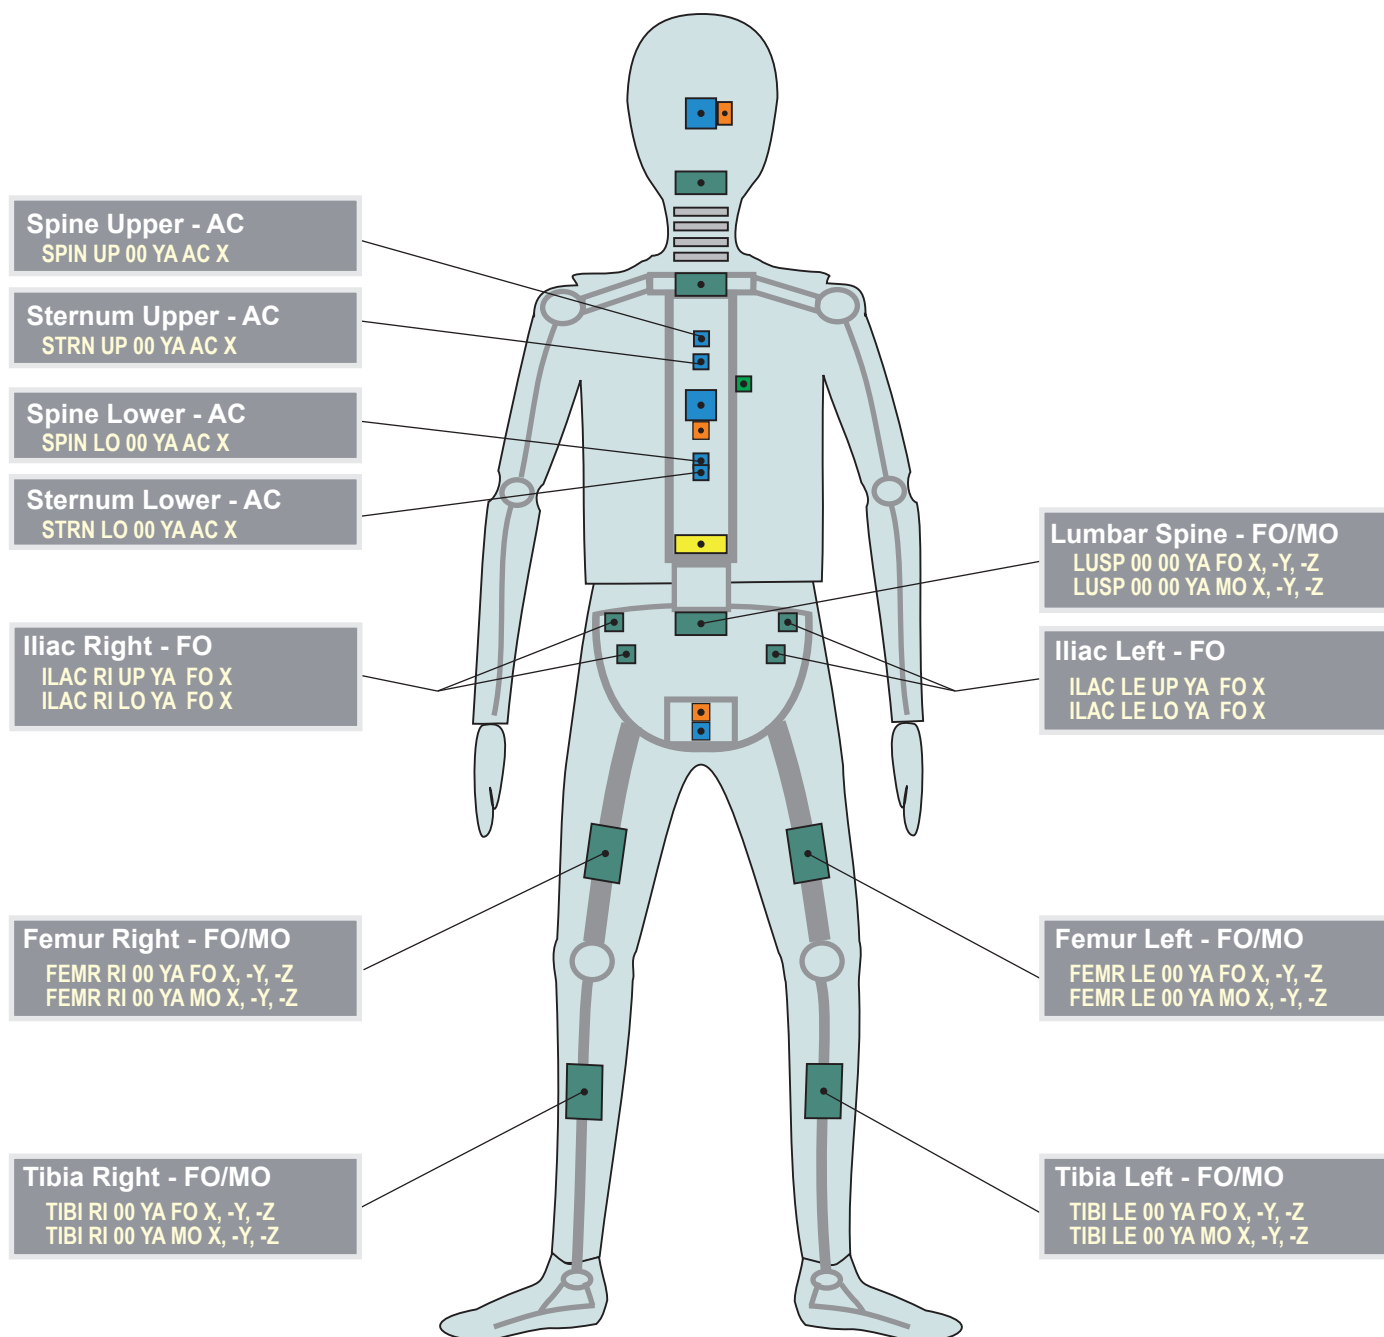 Spine Upper - AC
SPIN UP 00 YA AC X
Sternum Upper - AC
STRN UP 00 YA AC X
Spine Lower - AC
SPIN LO 00 YA AC X
Sternum Lower - AC
STRN LO 00 YA AC X
Lumbar Spine - FO/MO
LUSP 00 00 YA FO X, -Y, -Z
LUSP 00 00 YA MO X, -Y, -Z
Iliac Right - FO
ILAC RI UP YA FO X
ILAC RI LO YA FO X
Iliac Left - FO
ILAC LE UP YA FO X
ILAC LE LO YA FO X
Femur Right - FO/MO
FEMR RI 00 YA FO X, -Y, -Z
FEMR RI 00 YA MO X, -Y, -Z
Femur Left - FO/MO
FEMR LE 00 YA FO X, -Y, -Z
FEMR LE 00 YA MO X, -Y, -Z
Tibia Right - FO/MO
TIBI RI 00 YA FO X, -Y, -Z
TIBI RI 00 YA MO X, -Y, -Z
Tibia Left - FO/MO
TIBI LE 00 YA FO X, -Y, -Z
TIBI LE 00 YA MO X, -Y, -Z